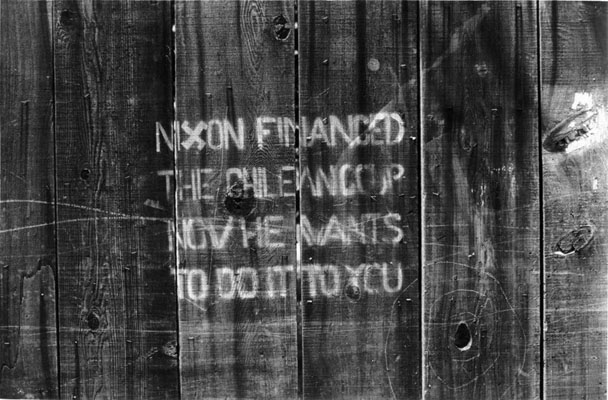 NIXON FINANCED
THE CHILEAN COUP
NOW HE WANTS
TO DO IT TO YOU